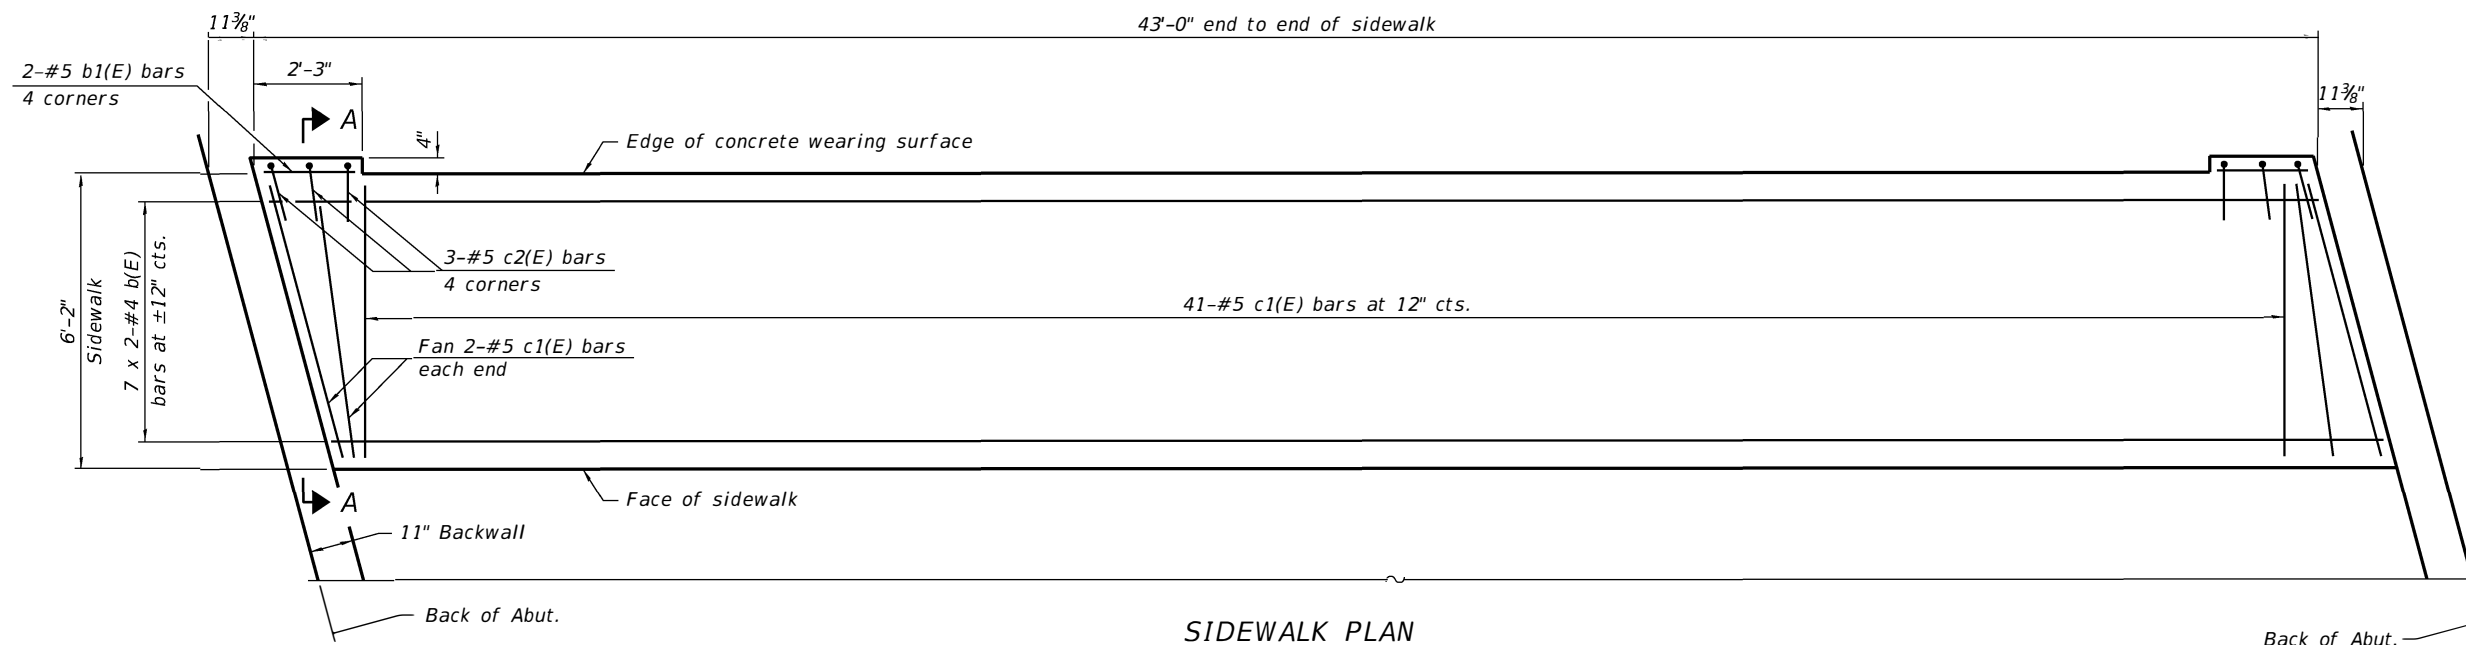 11⅜"
43'-0" end to end of sidewalk
2-#5 b1(E) bars
4 corners
2'-3"
11⅜"
A
4"
Edge of concrete wearing surface
3-#5 c2(E) bars
4 corners
41-#5 c1(E) bars at 12" cts.
6'-2"
Sidewalk
7 x 2-#4 b(E)
bars at ±12" cts.
Fan 2-#5 c1(E) bars
each end
A
Face of sidewalk
11" Backwall
Back of Abut.
SIDEWALK PLAN
Back of Abut.